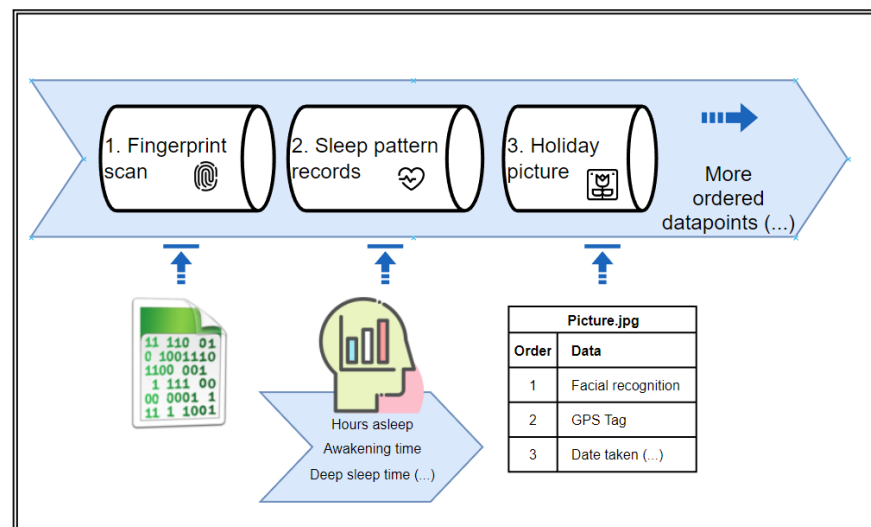 1. Fingerprint
scan
2. Sleep pattern
records
3. Holiday
picture
More
ordered
datapoints (...)
11 110 01
0 1001110
1100 001
1 111 00
00 0001 1
11 1 1001
Hours asleep
Awakening time
Deep sleep time (...)
Picture.jpg
Order Data
1 Facial recognition
2 GPS Tag
3 Date taken (...)